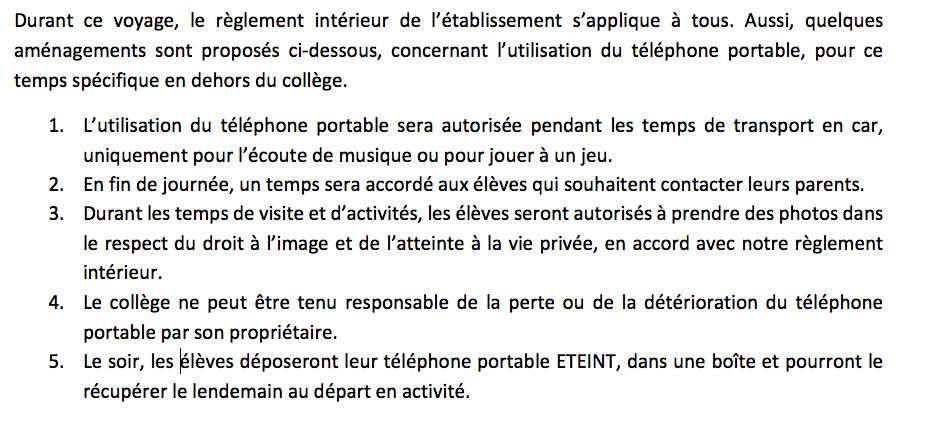 Durant ce voyage, le règlement intérieur de l’établissement s’applique à tous. Aussi, quelques
aménagements sont proposés ci-dessous, concernant l’utilisation du téléphone portable, pour ce
temps spécifique en dehors du collège.
1. L’utilisation du téléphone portable sera autorisée pendant les temps de transport en car,
uniquement pour l’écoute de musique ou pour jouer à un jeu.
2. En fin de journée, un temps sera accordé aux élèves qui souhaitent contacter leurs parents.
3. Durant les temps de visite et d’activités, les élèves seront autorisés à prendre des photos dans
le respect du droit à l’image et de l’atteinte à la vie privée, en accord avec notre règlement
intérieur.
4. Le collège ne peut être tenu responsable de la perte ou de la détérioration du téléphone
portable par son propriétaire.
5. Le soir, les élèves déposeront leur téléphone portable ETEINT, dans une boîte et pourront le
récupérer le lendemain au départ en activité.